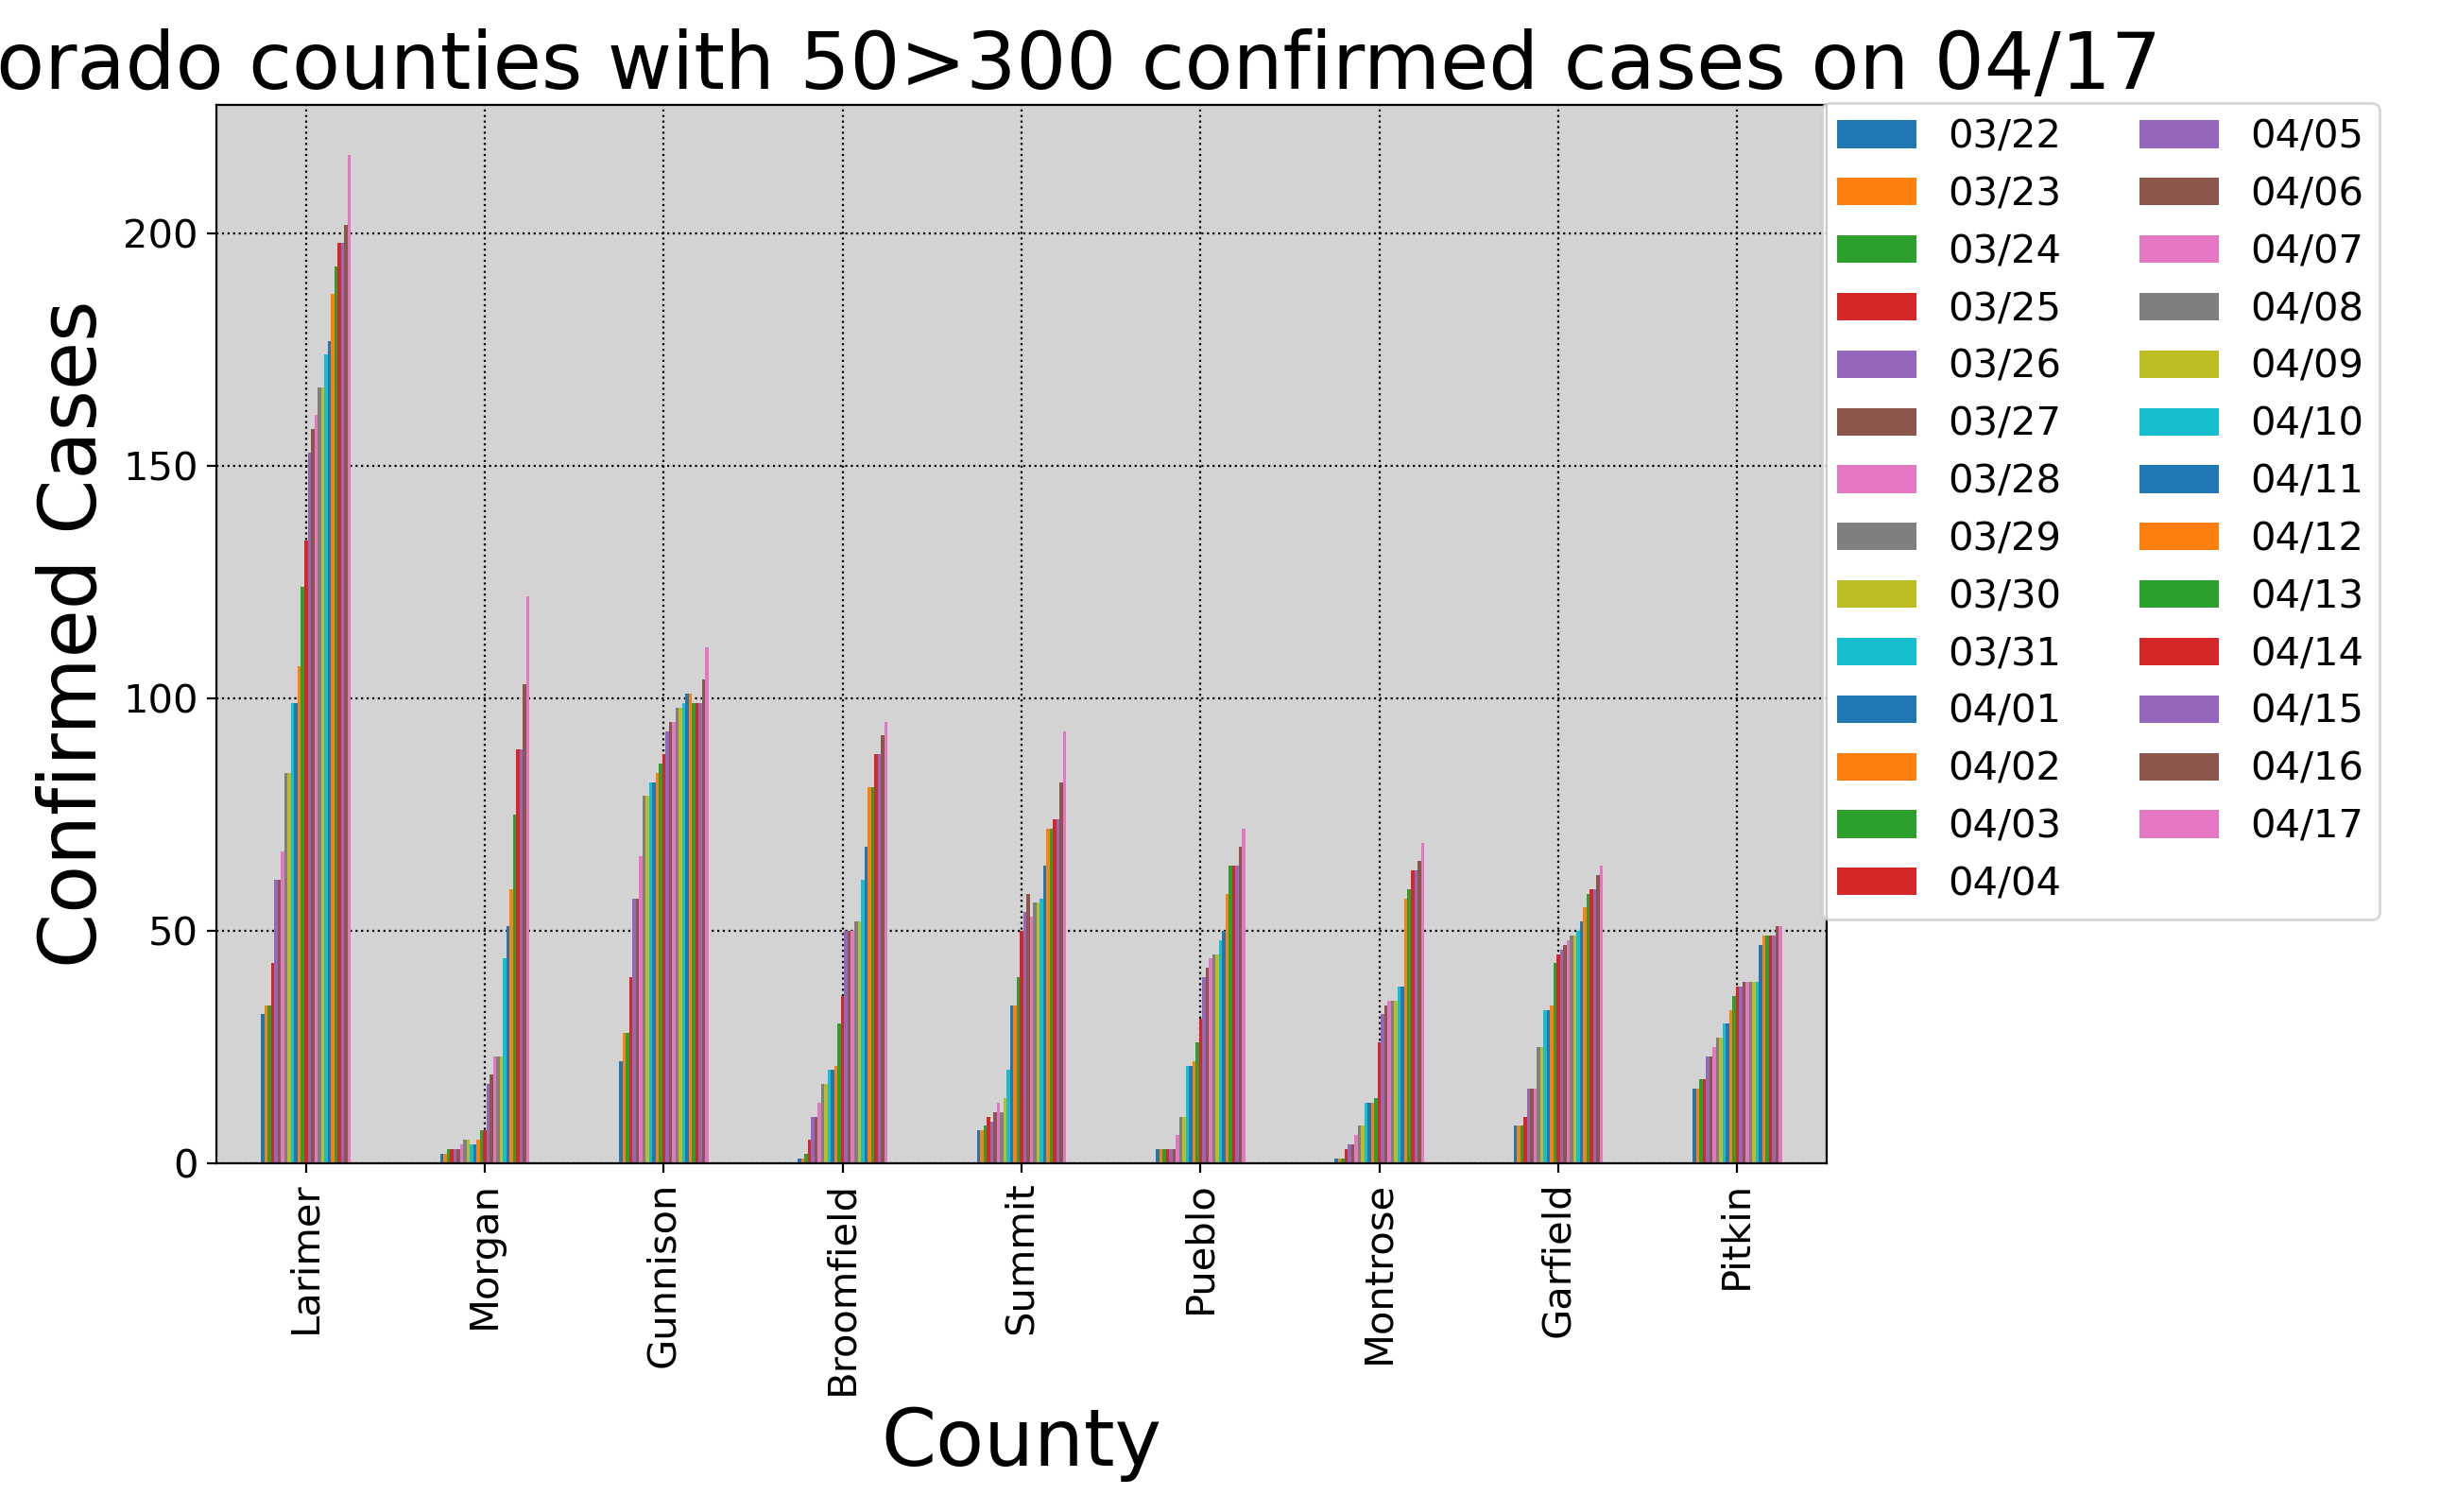 orado counties with 50>300 confirmed cases on 04/17
Confirmed Cases
200
150
100
50
0
Larimer
Morgan
Gunnison
Broomfield
Summit
Pueblo
Montrose
Garfield
Pitkin
County
03/22
03/23
03/24
03/25
03/26
03/27
03/28
03/29
03/30
03/31
04/01
04/02
04/03
04/04
04/05
04/06
04/07
04/08
04/09
04/10
04/11
04/12
04/13
04/14
04/15
04/16
04/17